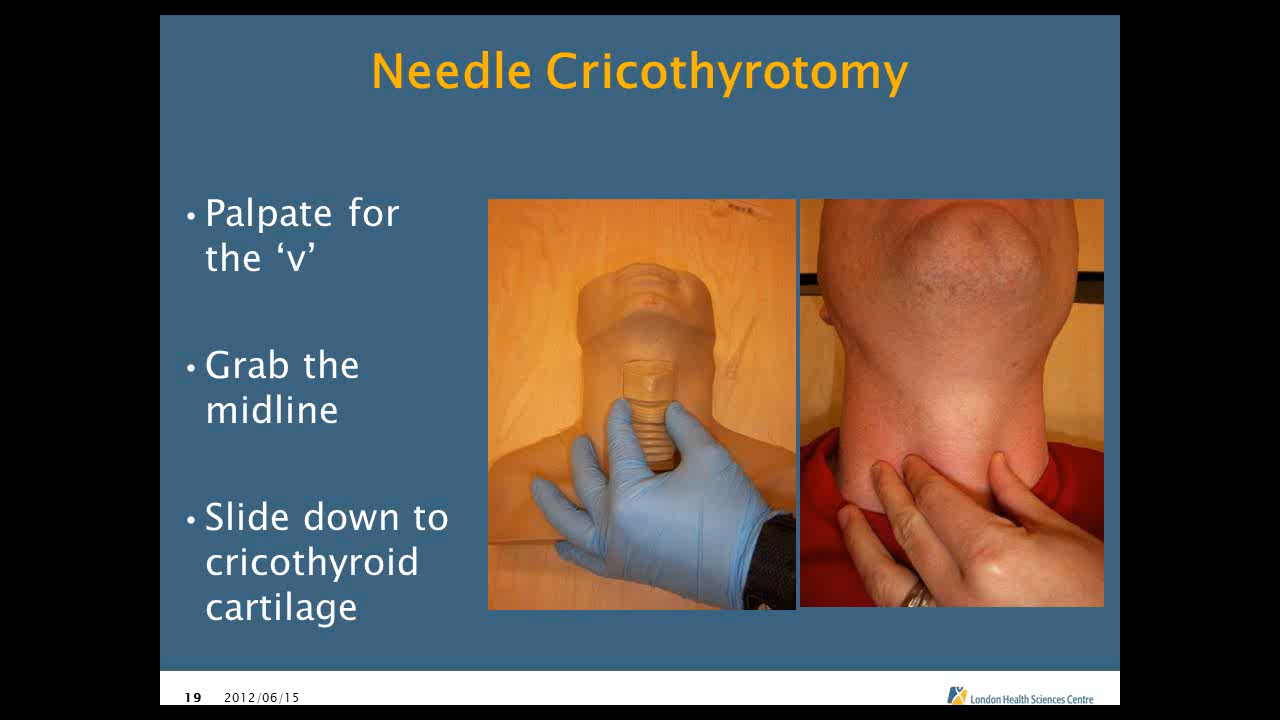 Needle Cricothyrotomy
• Palpate for
the ‘v’
• Grab the
midline
• Slide down to
cricothyroid
cartilage
19 2012/06/15
London Health Sciences Centre